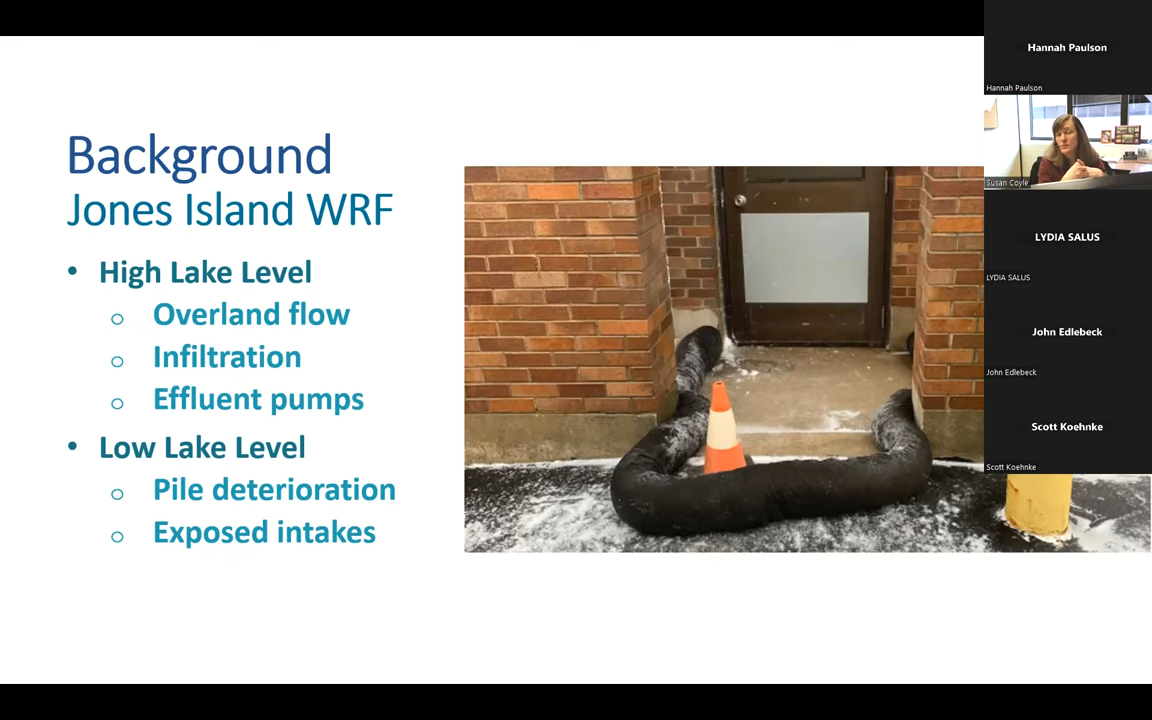 Background
Jones Island WRF
• High Lake Level
o Overland flow
o Infiltration
o Effluent pumps
• Low Lake Level
o Pile deterioration
o Exposed intakes
Hannah Paulson
Hannah Paulson
Susan Coyle
LYDIA SALUS
LYDIA SALUS
John Edlebeck
John Edlebeck
Scott Koehnke
Scott Koehnke